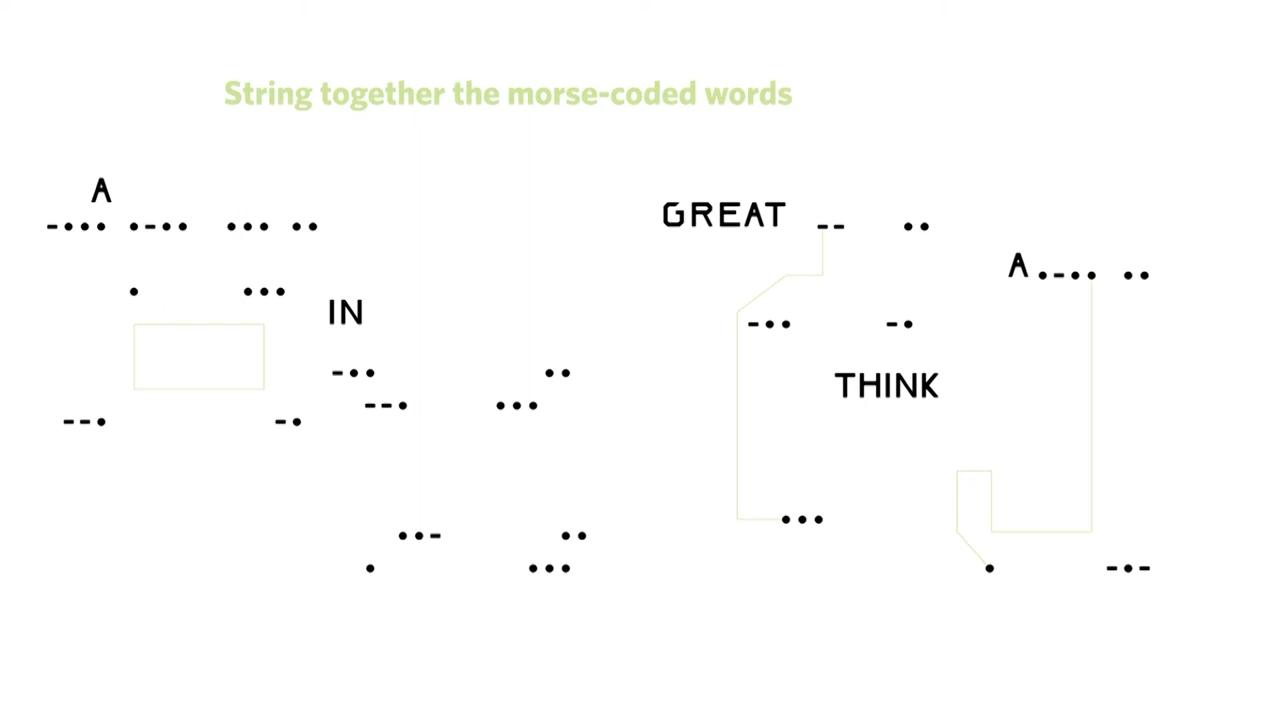 String together the morse-coded words
A
-••• •-•• ••• ••
• •••
IN
-•• ••
--• •••
--• -•
••- ••
• •••
GREAT -- ••
A •-•• ••
-•• -•
THINK
•••
• -•-